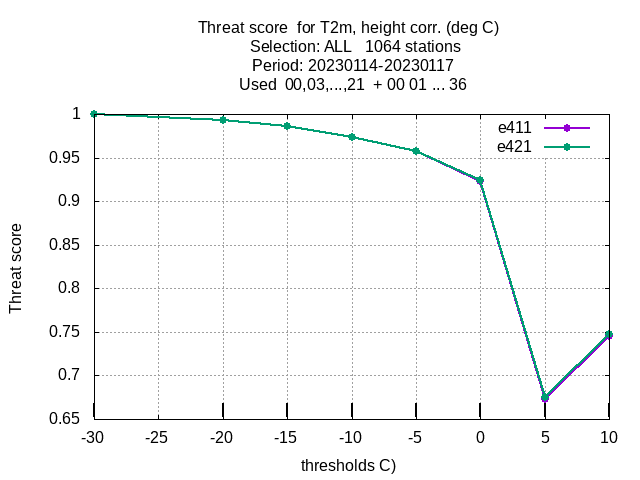 Threat score  for T2m, height corr. (deg C)
Selection: ALL   1064 stations
Period: 20230114-20230117
Used  00,03,...,21  + 00 01 ... 36
1
0.95
0.9
0.85
0.8
0.75
0.7
0.65
Threat score
e411
e421
-30 -25 -20 -15 -10 -5 0 5 10
thresholds C)